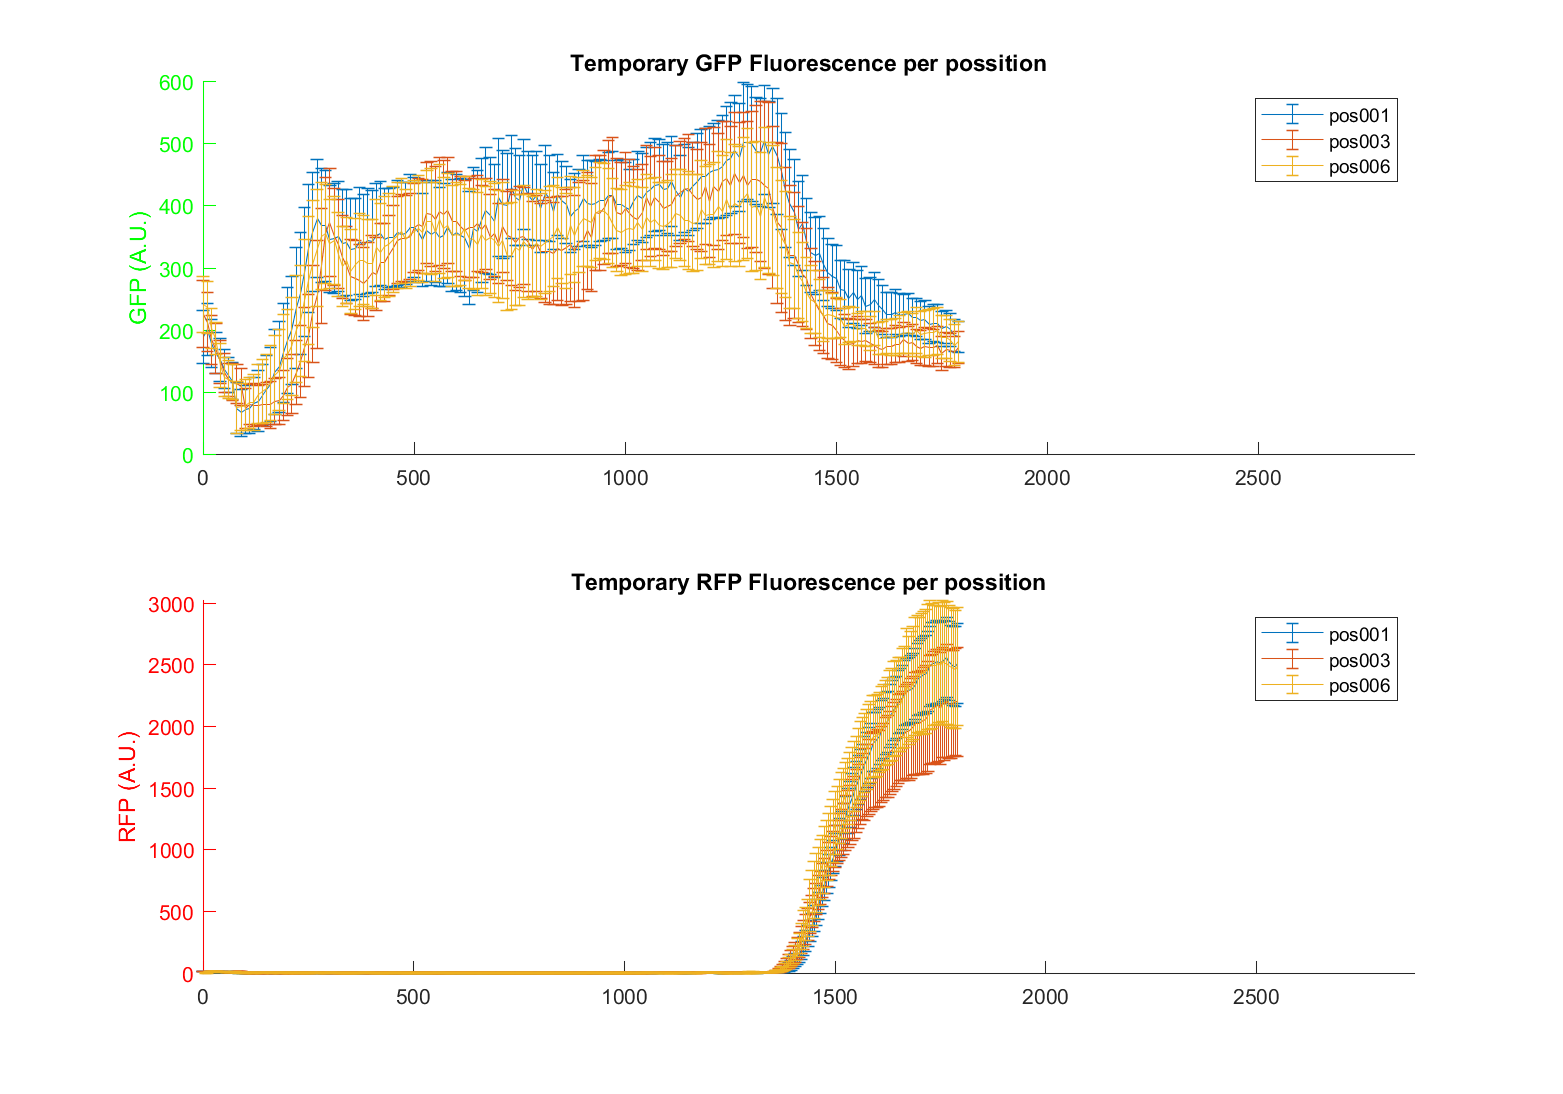 Temporary GFP Fluorescence per possition
600
500
400
300
200
100
0
GFP (A.U.)
0 500 1000 1500 2000 2500
pos001
pos003
pos006
Temporary RFP Fluorescence per possition
3000
2500
2000
1500
1000
500
0
RFP (A.U.)
0 500 1000 1500 2000 2500
pos001
pos003
pos006